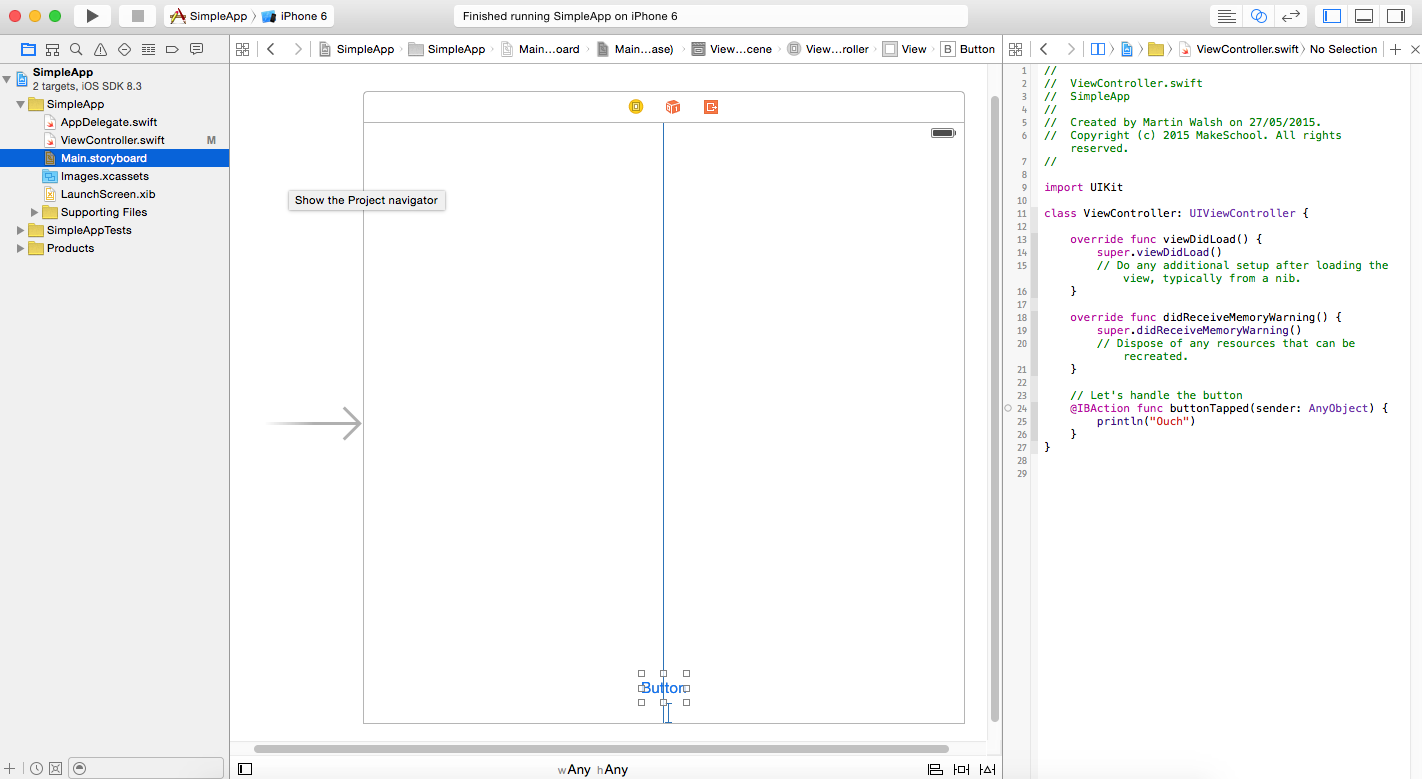 SimpleApp iPhone 6
Finished running SimpleApp on iPhone 6
SimpleApp SimpleApp Main....oard Main....ase) View...cene View...roller View B Button
ViewController.swift No Selection
SimpleApp
2 targets, iOS SDK 8.3
SimpleApp
AppDelegate.swift
ViewController.swift M
Main.storyboard
Images.xcassets
LaunchScreen.xib
Supporting Files
SimpleAppTests
Products
Show the Project navigator
Button
wAny hAny
1 //
2 //  ViewController.swift
3 //  SimpleApp
4 //
5 //  Created by Martin Walsh on 27/05/2015.
6 //  Copyright (c) 2015 MakeSchool. All rights
reserved.
7 //
8
9 import UIKit
10
11 class ViewController: UIViewController {
12
13 override func viewDidLoad() {
14 super.viewDidLoad()
15 // Do any additional setup after loading the
view, typically from a nib.
16 }
17
18 override func didReceiveMemoryWarning() {
19 super.didReceiveMemoryWarning()
20 // Dispose of any resources that can be
recreated.
21 }
22
23 // Let's handle the button
24 @IBAction func buttonTapped(sender: AnyObject) {
25 println("Ouch")
26 }
27 }
28
29